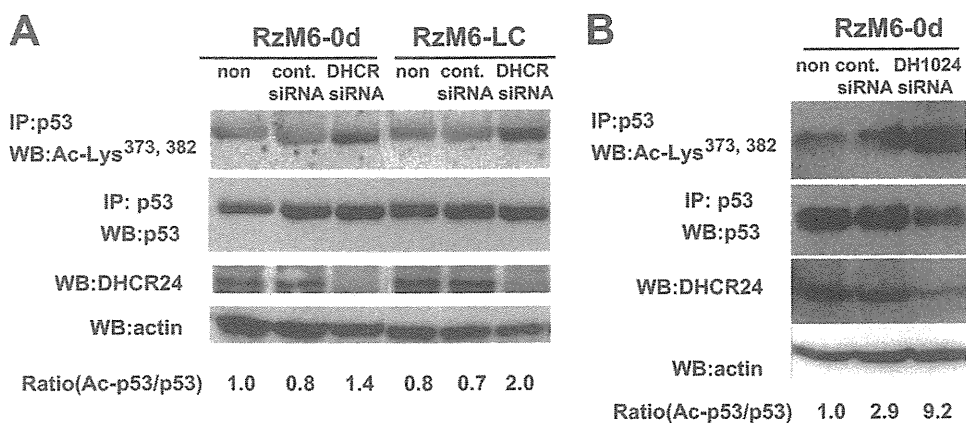 A
RzM6-0d RzM6-LC
non cont. siRNA DHCR siRNA non cont. siRNA DHCR siRNA
IP:p53
WB:Ac-Lys373, 382
IP: p53
WB:p53
WB:DHCR24
WB:actin
Ratio(Ac-p53/p53) 1.0 0.8 1.4 0.8 0.7 2.0
B
RzM6-0d
non cont. siRNA DH1024 siRNA
IP:p53
WB:Ac-Lys373, 382
IP: p53
WB:p53
WB:DHCR24
WB:actin
Ratio(Ac-p53/p53) 1.0 2.9 9.2